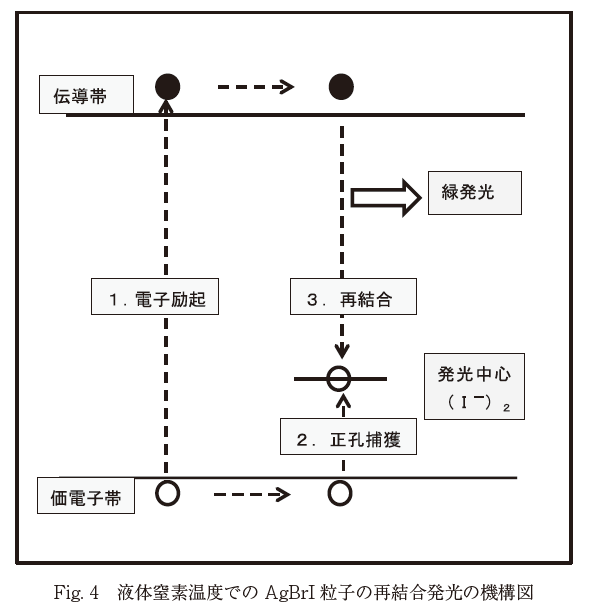 伝導帯
緑発光
1．電子励起
3．再結合
発光中心
（Ｉ⁻）₂
2．正孔捕獲
価電子帯
Fig. 4　液体窒素温度での AgBrI 粒子の再結合発光の機構図